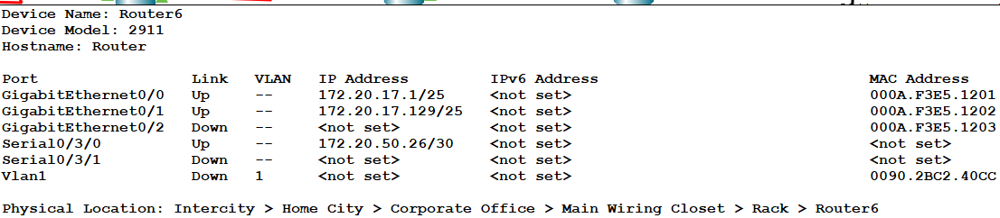 Device Name: Router6
Device Model: 2911
Hostname: Router
Port Link VLAN IP Address IPv6 Address MAC Address
GigabitEthernet0/0 Up -- 172.20.17.1/25 <not set> 000A.F3E5.1201
GigabitEthernet0/1 Up -- 172.20.17.129/25 <not set> 000A.F3E5.1202
GigabitEthernet0/2 Down -- <not set> <not set> 000A.F3E5.1203
Serial0/3/0 Up -- 172.20.50.26/30 <not set> <not set>
Serial0/3/1 Down -- <not set> <not set> <not set>
Vlan1 Down 1 <not set> <not set> 0090.2BC2.40CC
Physical Location: Intercity > Home City > Corporate Office > Main Wiring Closet > Rack > Router6